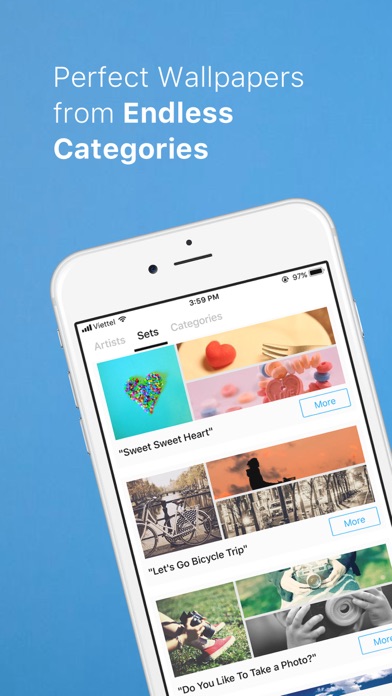 Perfect Wallpapers
from Endless
Categories
Viettel
3:59 PM
97%
Artists
Sets
Categories
More
“Sweet Sweet Heart”
More
“Let's Go Bicycle Trip”
More
“Do You Like To Take a Photo?”